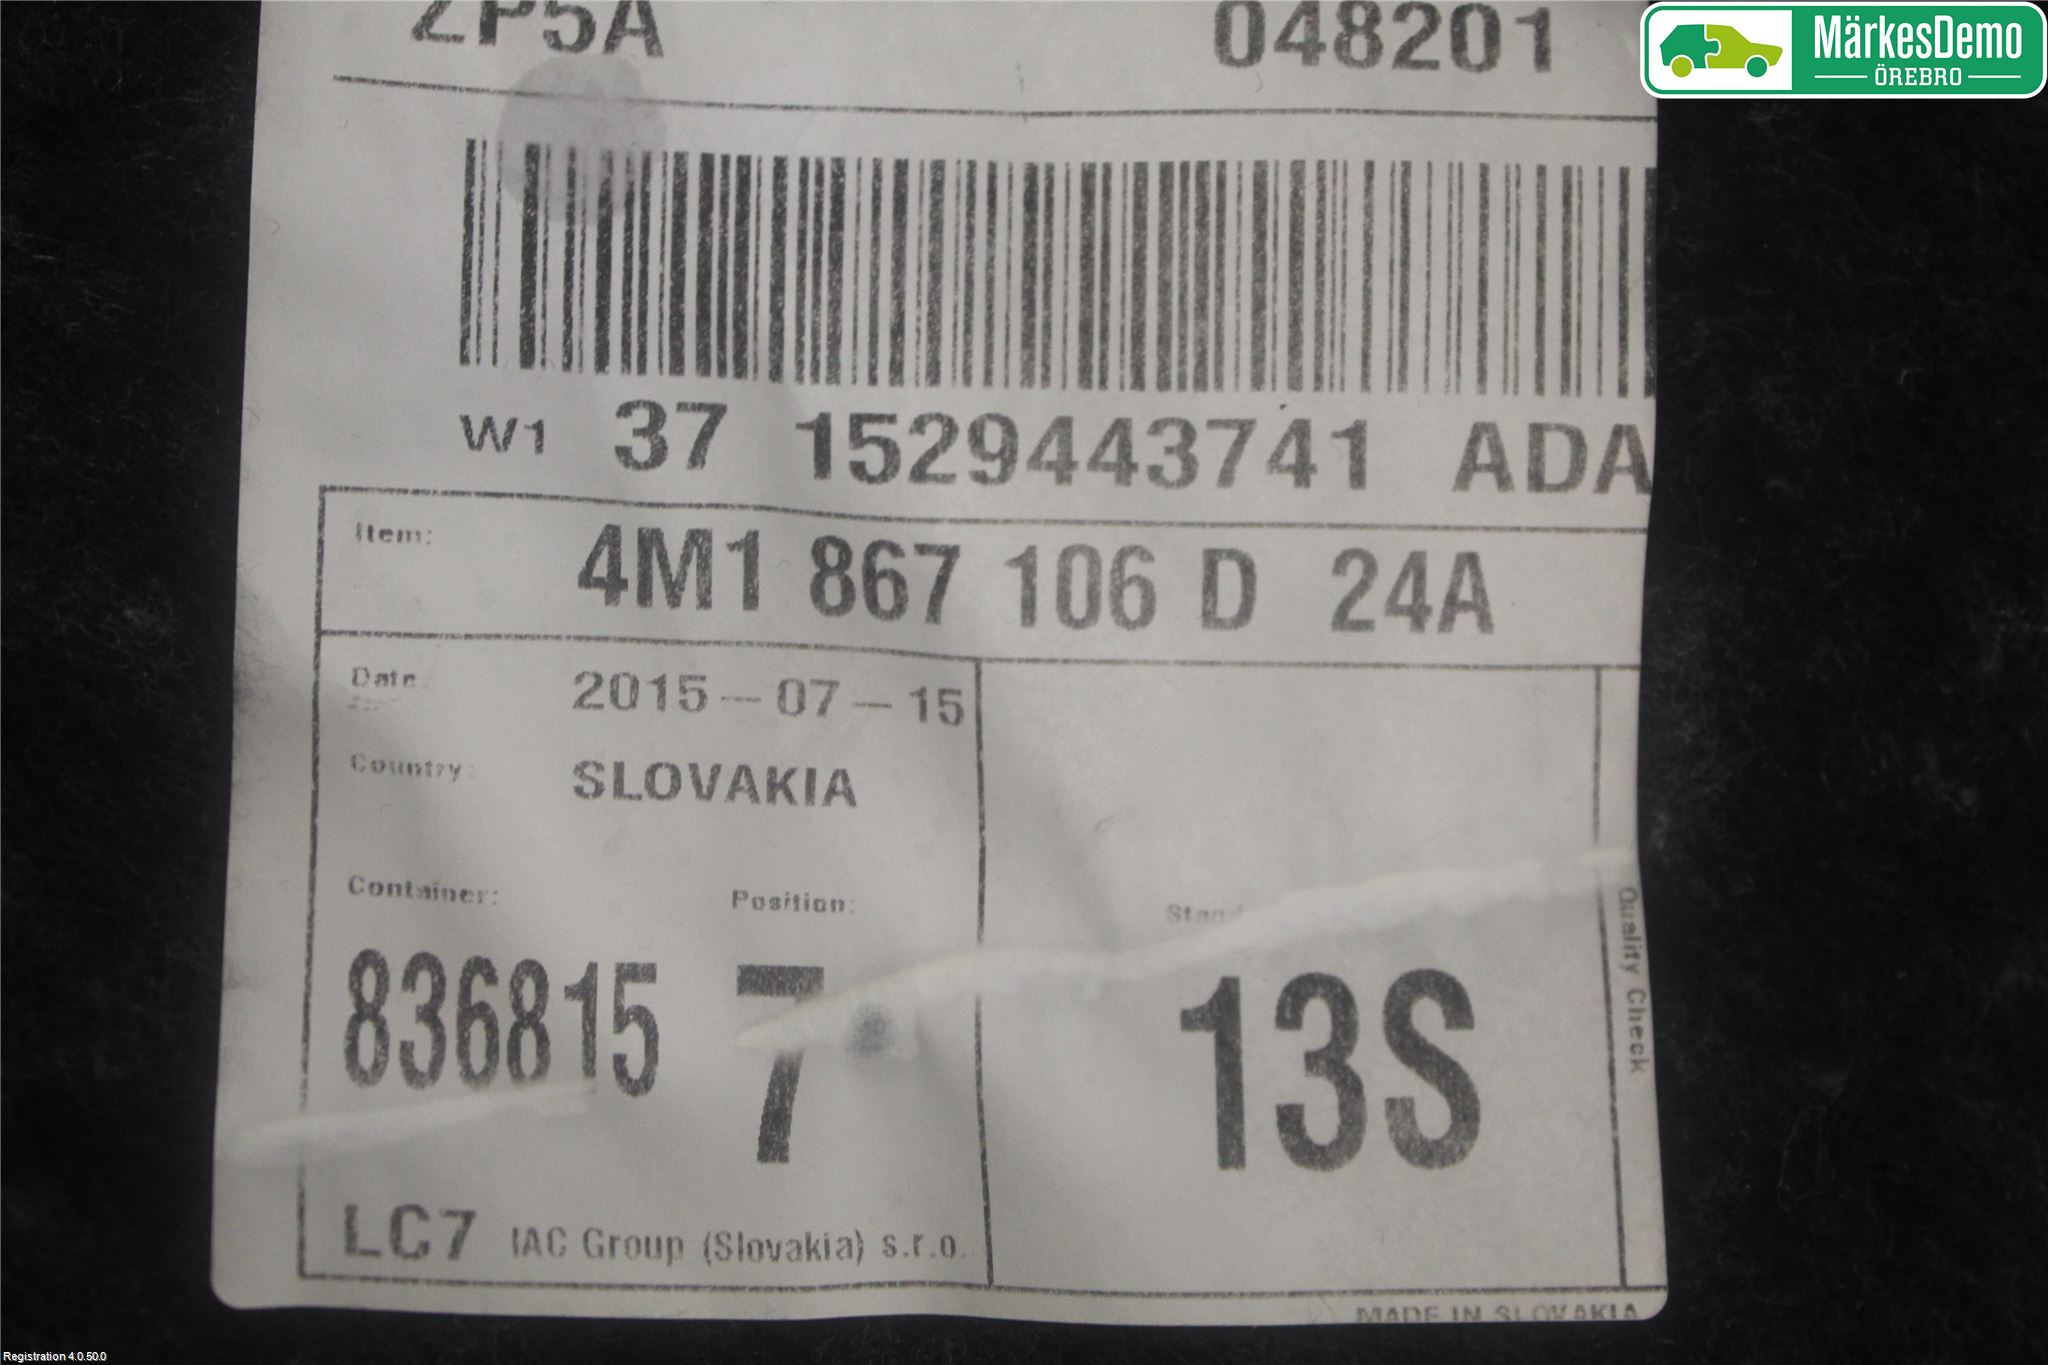 ZP5A 048201
MärkesDemo
ÖREBRO
W1 37 1529443741 ADA
Item: 4M1 867 106 D 24A
Date 2015-07-15
Country: SLOVAKIA
Container: Position:
836815 7 13S
Quality Check
LC7 IAC Group (Slovakia) s.r.o.
MADE IN SLOVAKIA
Registration 4.0.50.0